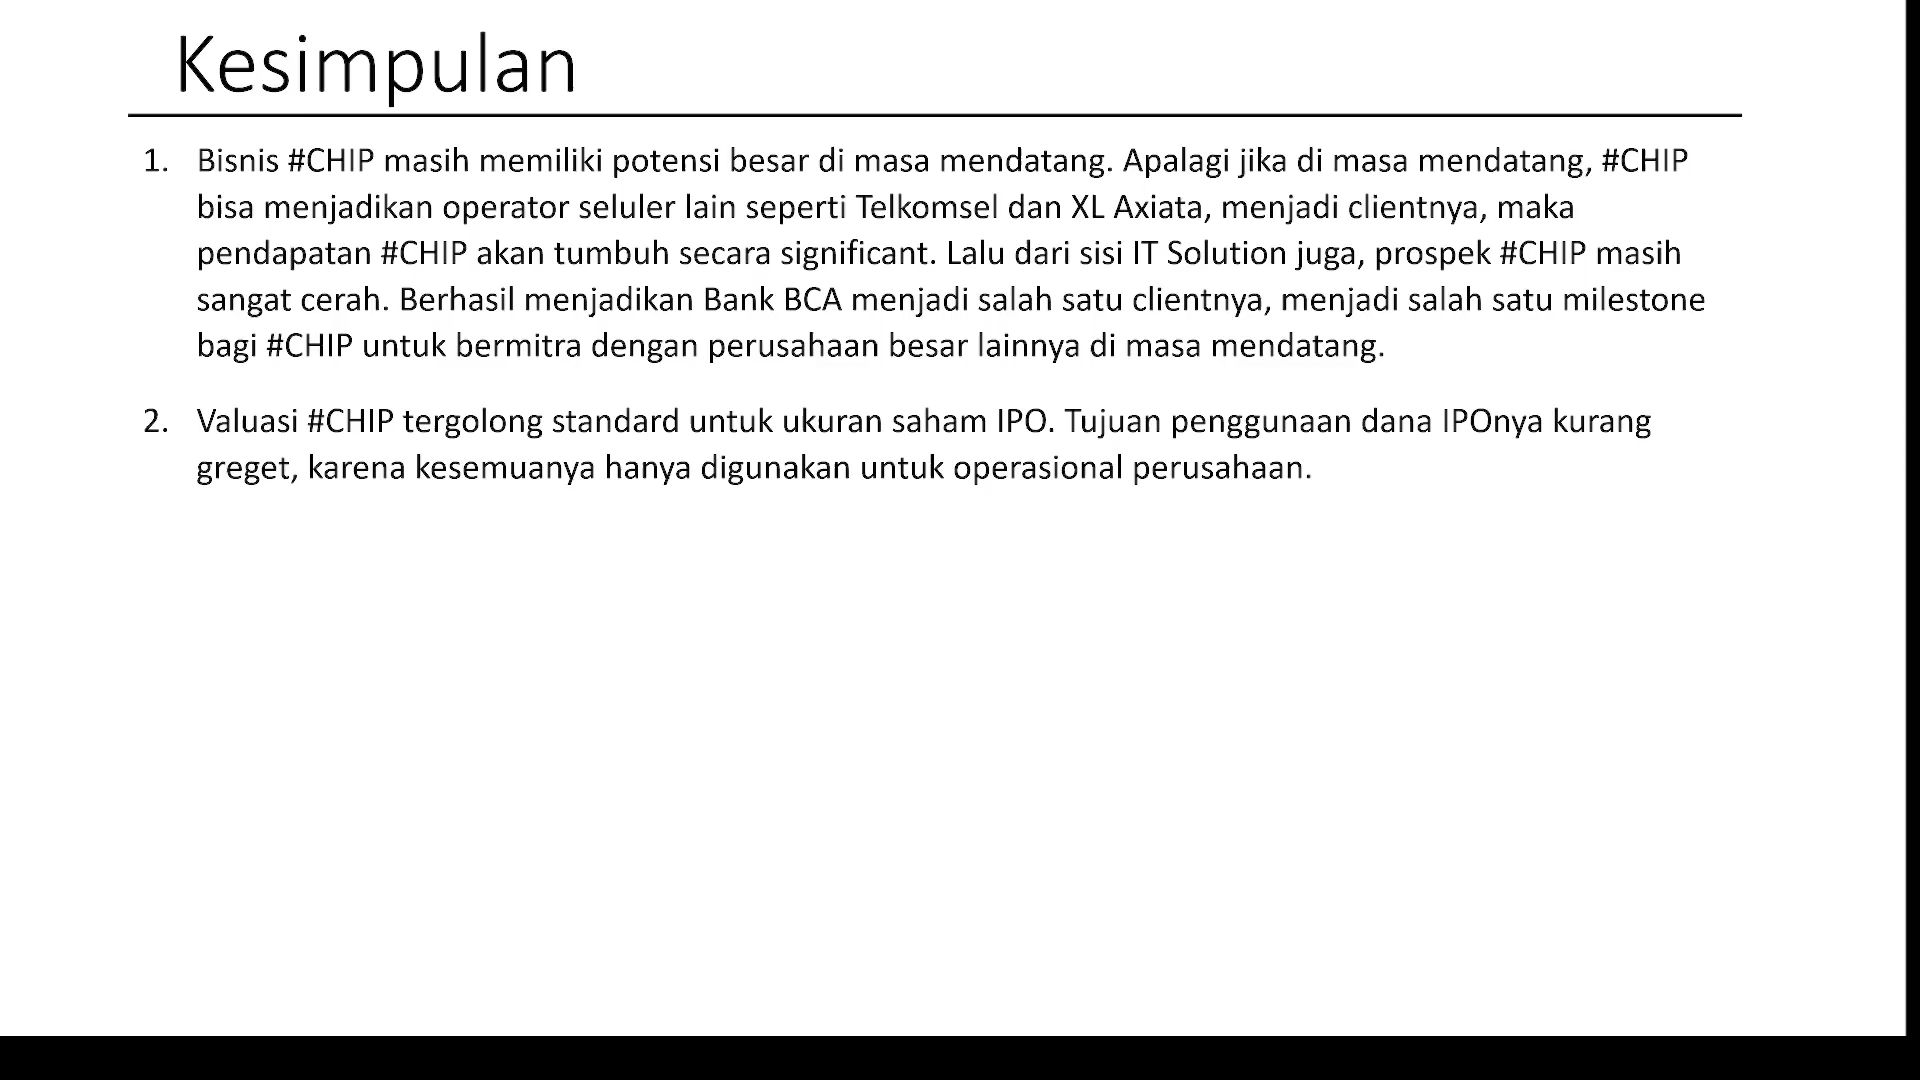 Kesimpulan
1. Bisnis #CHIP masih memiliki potensi besar di masa mendatang. Apalagi jika di masa mendatang, #CHIP
bisa menjadikan operator seluler lain seperti Telkomsel dan XL Axiata, menjadi clientnya, maka
pendapatan #CHIP akan tumbuh secara significant. Lalu dari sisi IT Solution juga, prospek #CHIP masih
sangat cerah. Berhasil menjadikan Bank BCA menjadi salah satu clientnya, menjadi salah satu milestone
bagi #CHIP untuk bermitra dengan perusahaan besar lainnya di masa mendatang.
2. Valuasi #CHIP tergolong standard untuk ukuran saham IPO. Tujuan penggunaan dana IPOnya kurang
greget, karena kesemuanya hanya digunakan untuk operasional perusahaan.